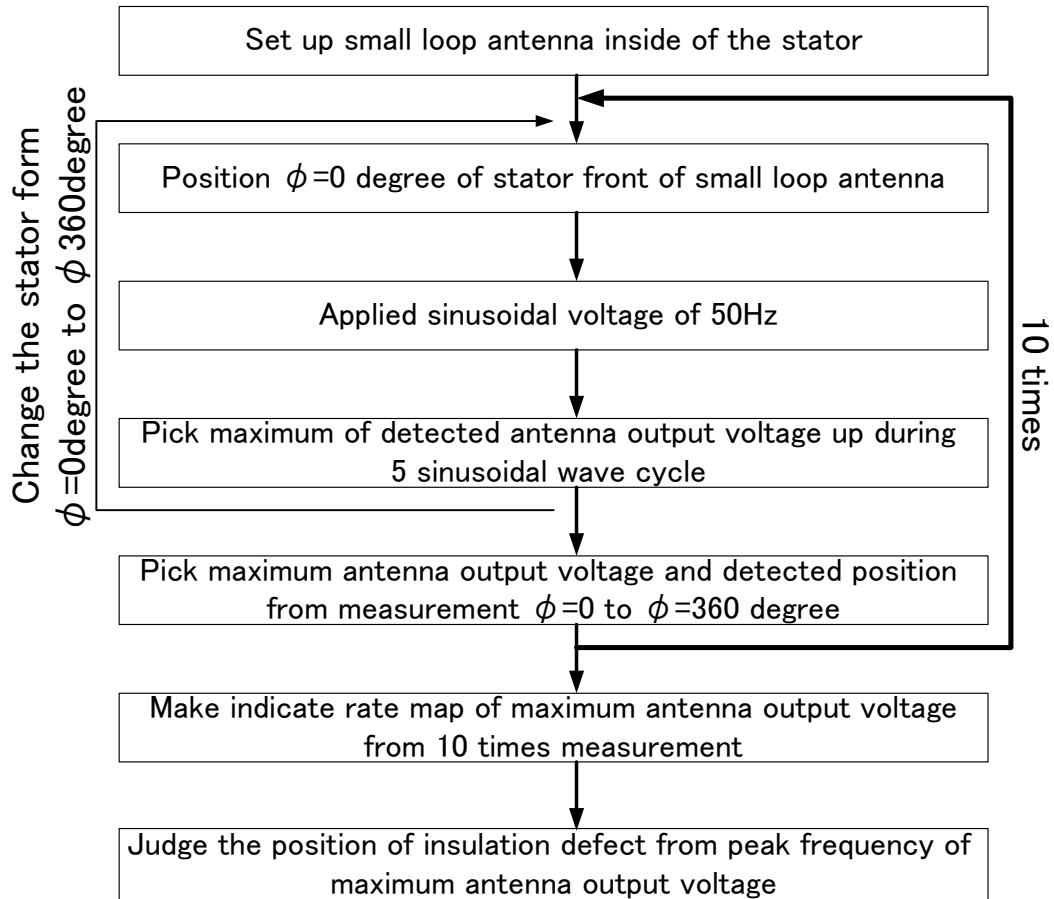 Set up small loop antenna inside of the stator
Change the stator form
ϕ=0degree to ϕ360degree
Position ϕ=0 degree of stator front of small loop antenna
Applied sinusoidal voltage of 50Hz
10 times
Pick maximum of detected antenna output voltage up during
5 sinusoidal wave cycle
Pick maximum antenna output voltage and detected position
from measurement ϕ=0 to ϕ=360 degree
Make indicate rate map of maximum antenna output voltage
from 10 times measurement
Judge the position of insulation defect from peak frequency of
maximum antenna output voltage